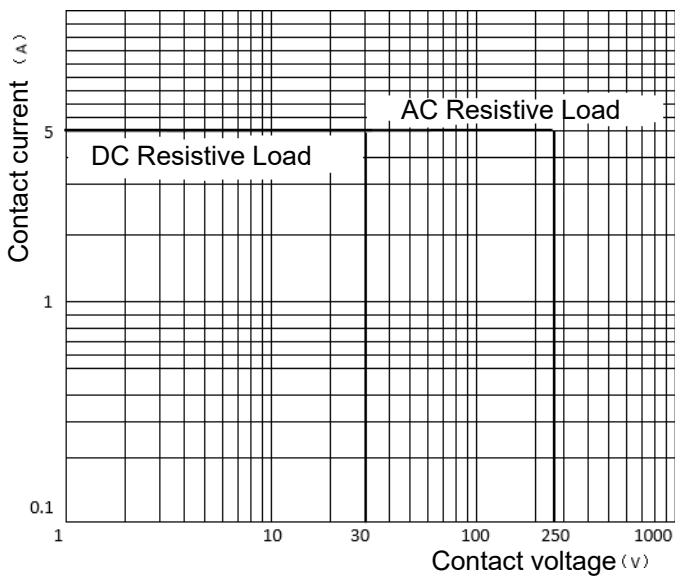 Contact current (A)
AC Resistive Load
5
DC Resistive Load
1
0.1
1 10 30 100 250 1000
Contact voltage (V)